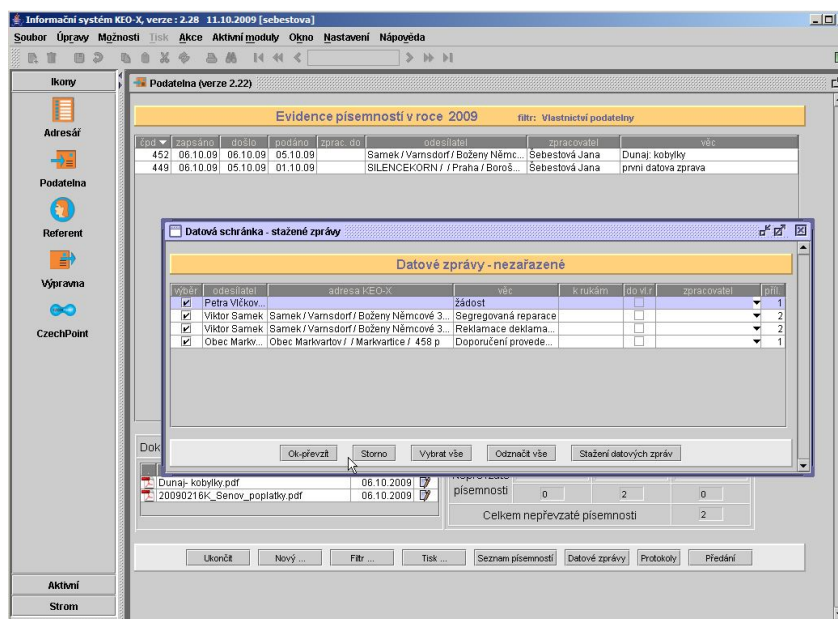 Informační systém KEO-X, verze : 2.28 11.10.2009 [sebestova]
Soubor Úpravy Možnosti Tisk Akce Aktivní moduly Okno Nastavení Nápověda
Ikony
Adresář
Podatelna
Referent
Výpravna
CzechPoint
Aktivní
Strom
Podatelna (verze 2.22)
Evidence písemností v roce 2009 filtr: Vlastnictví podatelny
čpd zapsáno došlo podáno zprac. do odesílatel zpracovatel věc
452 06.10.09 06.10.09 05.10.09 Samek / Varnsdorf / Boženy Němc... Šebestová Jana Dunaj: kobylky
449 06.10.09 05.10.09 01.10.09 SILENCEKORN / / Praha / Boroš... Šebestová Jana prvni datova zprava
Datová schránka - stažené zprávy
Datové zprávy - nezařazené
výběr odesílatel adresa KEO-X věc k rukám do vl.r zpracovatel příl.
Petra Vlčkov... žádost 1
Viktor Samek Samek / Varnsdorf / Boženy Němcové 3... Segregovaná reparace 2
Viktor Samek Samek / Varnsdorf / Boženy Němcové 3... Reklamace deklama... 2
Obec Markv... Obec Markvartov / / Markvartice / 458 p Doporučení provede... 1
Ok-převzít Storno Vybrat vše Odznačit vše Stažení datových zpráv
Dok
Dunaj- kobylky.pdf 06.10.2009
20090216K_Senov_poplatky.pdf 06.10.2009
Nepřevzaté
písemnosti 0 2 0
Celkem nepřevzaté písemnosti 2
Ukončit Nový ... Filtr ... Tisk ... Seznam písemností Datové zprávy Protokoly Předání